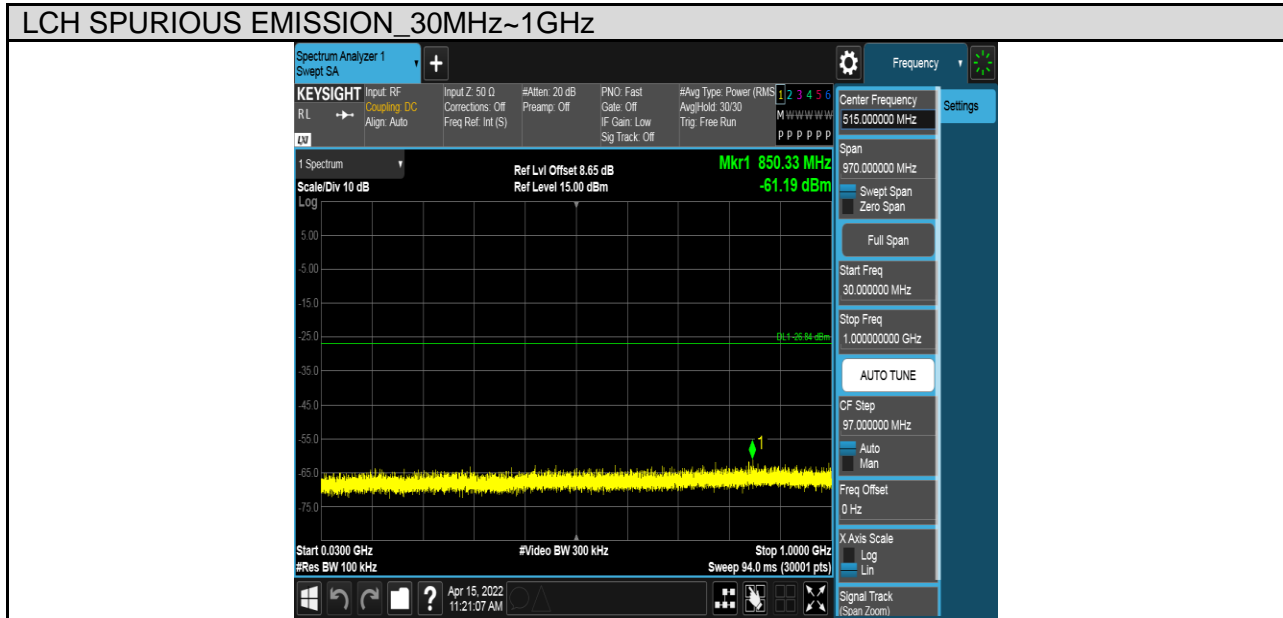 LCH SPURIOUS EMISSION_30MHz~1GHz
Spectrum Analyzer 1
Swept SA
+
Frequency
KEYSIGHT
RL
LXI
Input: RF
Coupling: DC
Align: Auto
Input Z: 50 Ω
Corrections: Off
Freq Ref: Int (S)
#Atten: 20 dB
Preamp: Off
PNO: Fast
Gate: Off
IF Gain: Low
Sig Track: Off
#Avg Type: Power (RMS
Avg|Hold: 30/30
Trig: Free Run
1 2 3 4 5 6
M W W W W W
P P P P P P
1 Spectrum
Scale/Div 10 dB
Ref Lvl Offset 8.65 dB
Ref Level 15.00 dBm
Mkr1 850.33 MHz
-61.19 dBm
Log
5.00
-5.00
-15.0
-25.0
DL1 -26.84 dBm
-35.0
-45.0
-55.0
1
-65.0
-75.0
Start 0.0300 GHz
#Res BW 100 kHz
#Video BW 300 kHz
Stop 1.0000 GHz
Sweep 94.0 ms (30001 pts)
?
Apr 15, 2022
11:21:07 AM
Center Frequency
515.000000 MHz
Settings
Span
970.000000 MHz
Swept Span
Zero Span
Full Span
Start Freq
30.000000 MHz
Stop Freq
1.000000000 GHz
AUTO TUNE
CF Step
97.000000 MHz
Auto
Man
Freq Offset
0 Hz
X Axis Scale
Log
Lin
Signal Track
(Span Zoom)